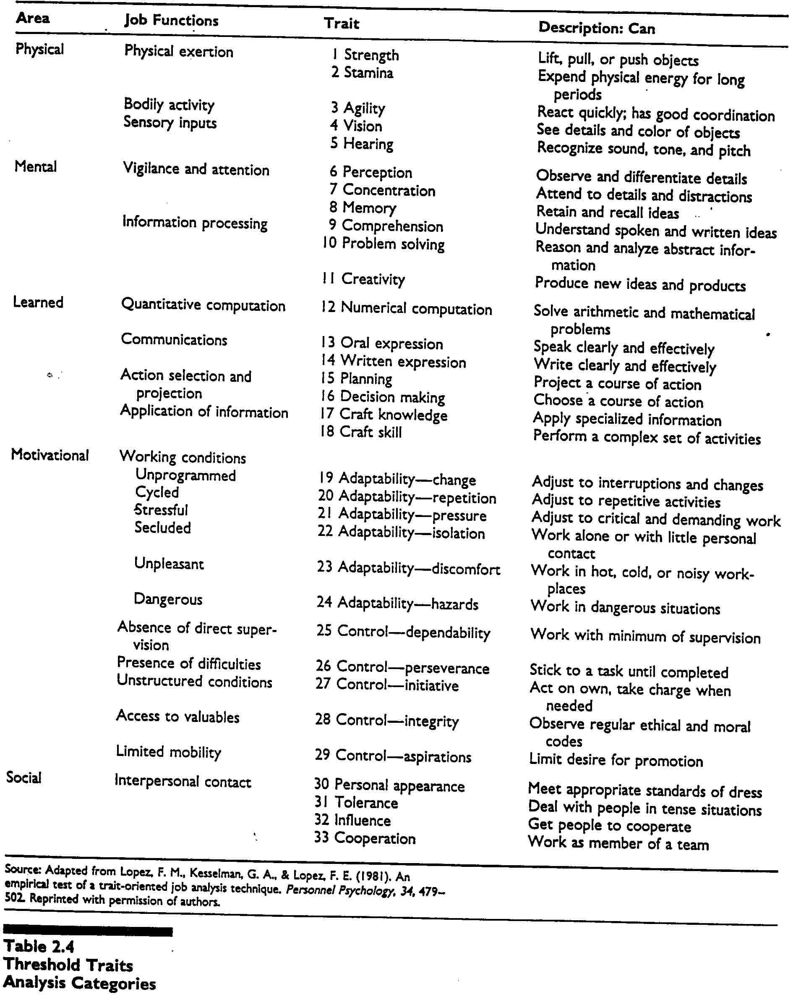 Area Job Functions Trait Description: Can
Physical Physical exertion 1 Strength Lift, pull, or push objects
2 Stamina Expend physical energy for long
periods
Bodily activity 3 Agility React quickly; has good coordination
Sensory inputs 4 Vision See details and color of objects
5 Hearing Recognize sound, tone, and pitch
Mental Vigilance and attention 6 Perception Observe and differentiate details
7 Concentration Attend to details and distractions
8 Memory Retain and recall ideas
Information processing 9 Comprehension Understand spoken and written ideas
10 Problem solving Reason and analyze abstract infor-
mation
11 Creativity Produce new ideas and products
Learned Quantitative computation 12 Numerical computation Solve arithmetic and mathematical
problems
Communications 13 Oral expression Speak clearly and effectively
14 Written expression Write clearly and effectively
Action selection and 15 Planning Project a course of action
projection 16 Decision making Choose a course of action
Application of information 17 Craft knowledge Apply specialized information
18 Craft skill Perform a complex set of activities
Motivational Working conditions
Unprogrammed 19 Adaptability—change Adjust to interruptions and changes
Cycled 20 Adaptability—repetition Adjust to repetitive activities
Stressful 21 Adaptability—pressure Adjust to critical and demanding work
Secluded 22 Adaptability—isolation Work alone or with little personal
contact
Unpleasant 23 Adaptability—discomfort Work in hot, cold, or noisy work-
places
Dangerous 24 Adaptability—hazards Work in dangerous situations
Absence of direct super- 25 Control—dependability Work with minimum of supervision
vision
Presence of difficulties 26 Control—perseverance Stick to a task until completed
Unstructured conditions 27 Control—initiative Act on own, take charge when
needed
Access to valuables 28 Control—integrity Observe regular ethical and moral
codes
Limited mobility 29 Control—aspirations Limit desire for promotion
Social Interpersonal contact 30 Personal appearance Meet appropriate standards of dress
31 Tolerance Deal with people in tense situations
32 Influence Get people to cooperate
33 Cooperation Work as member of a team
Source: Adapted from Lopez, F. M., Kesselman, G. A., & Lopez, F. E. (1981). An
empirical test of a trait-oriented job analysis technique. Personnel Psychology, 34, 479–
502. Reprinted with permission of authors.
Table 2.4
Threshold Traits
Analysis Categories